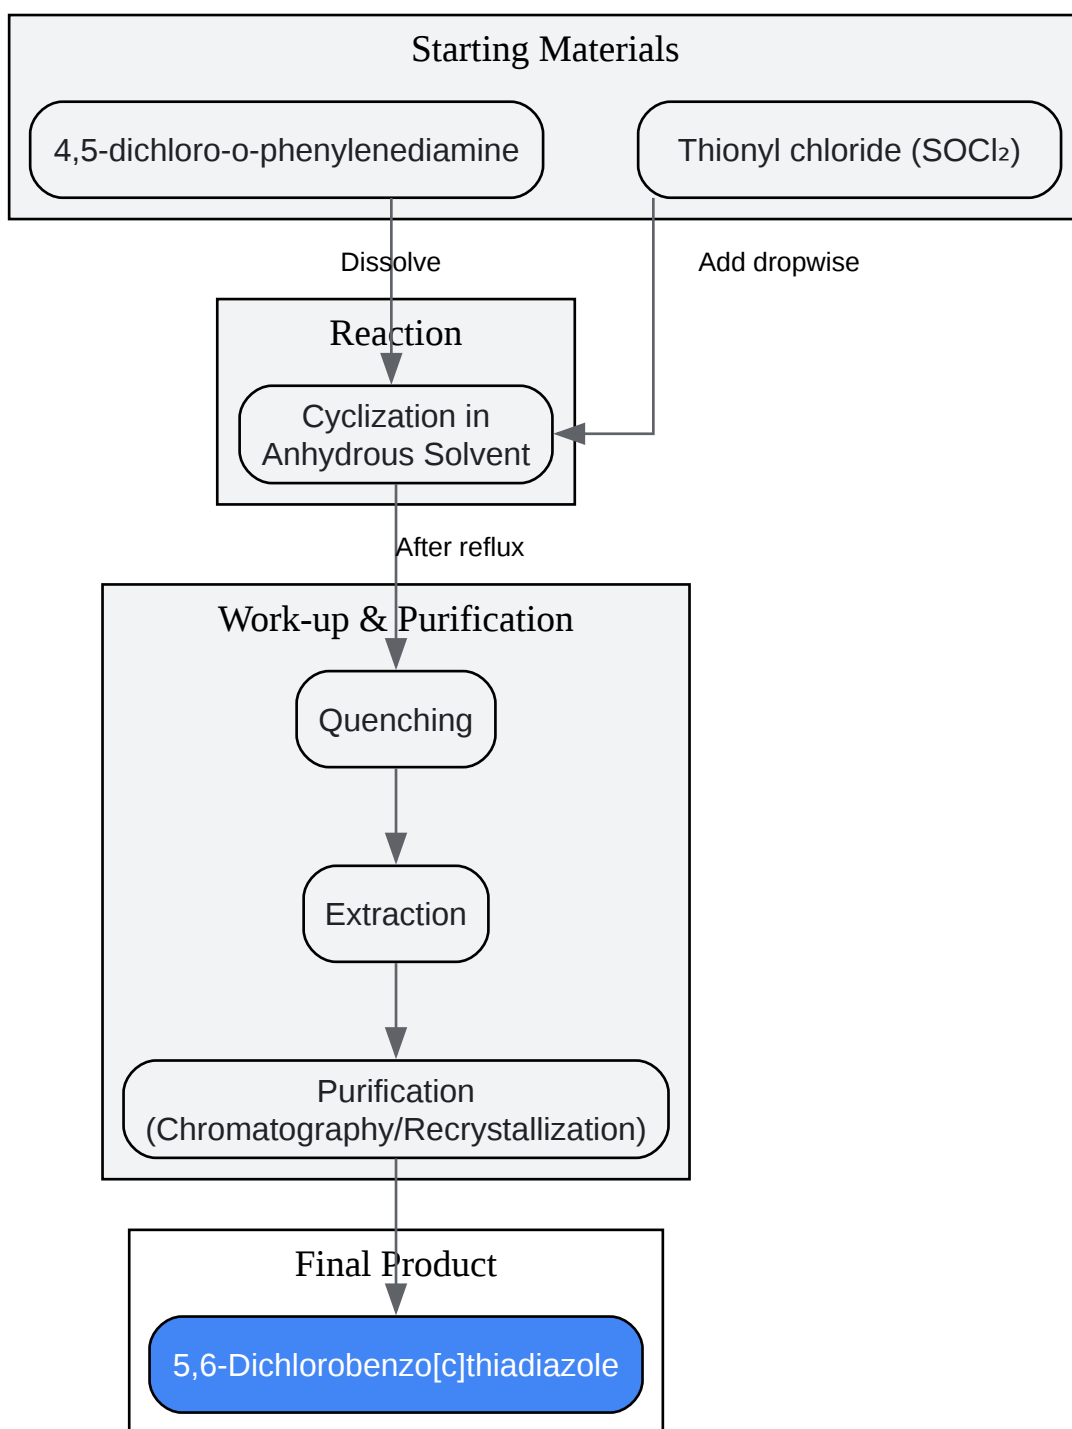 Starting Materials
4,5-dichloro-o-phenylenediamine
Thionyl chloride (SOCl₂)
Dissolve
Add dropwise
Reaction
Cyclization in
Anhydrous Solvent
After reflux
Work-up & Purification
Quenching
Extraction
Purification
(Chromatography/Recrystallization)
Final Product
5,6-Dichlorobenzo[c]thiadiazole